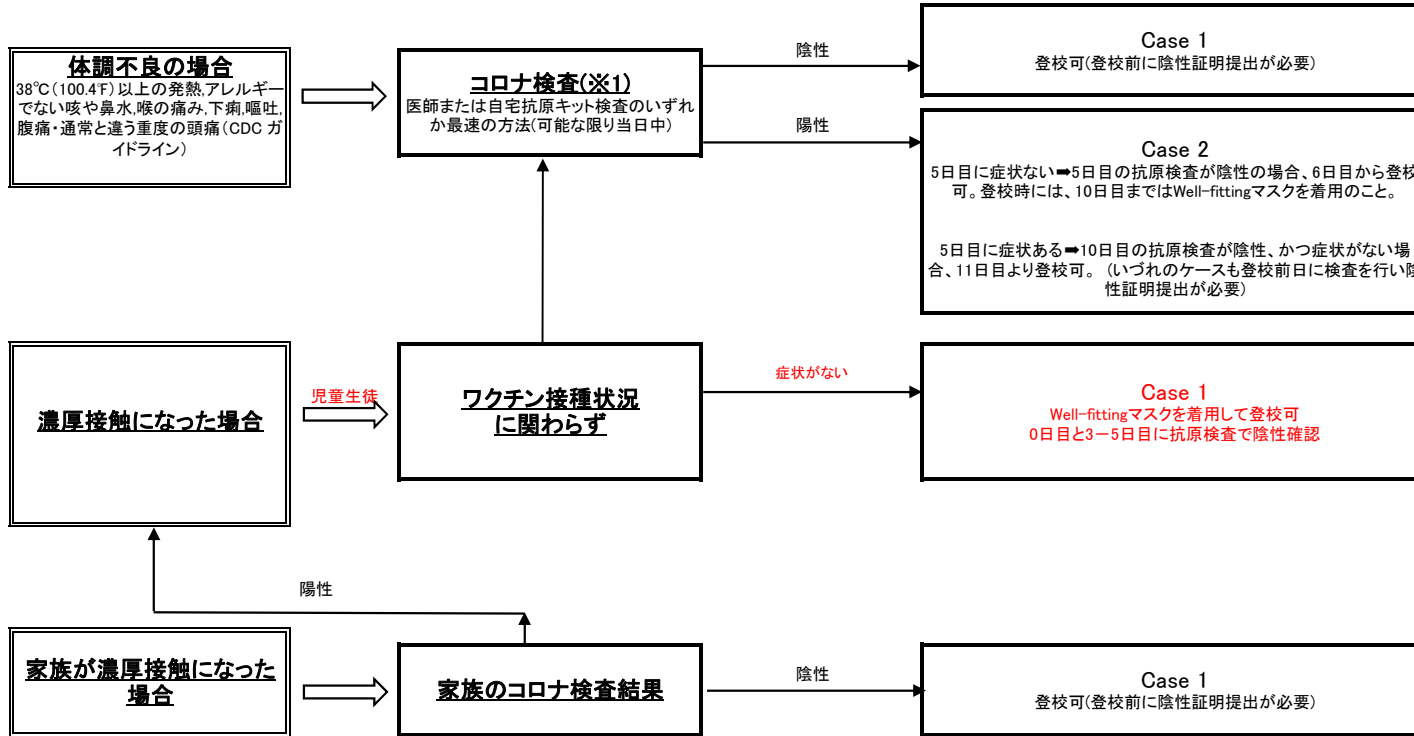 体調不良の場合
38℃(100.4℉)以上の発熱,アレルギー
でない咳や鼻水,喉の痛み,下痢,嘔吐,
腹痛・通常と違う重度の頭痛(CDC ガ
イドライン)
コロナ検査(※1)
医師または自宅抗原キット検査のいずれ
か最速の方法(可能な限り当日中)
陰性
Case 1
登校可(登校前に陰性証明提出が必要)
陽性
Case 2
5日目に症状ない➡5日目の抗原検査が陰性の場合、6日目から登校
可。登校時には、10日目まではWell-fittingマスクを着用のこと。
5日目に症状ある➡10日目の抗原検査が陰性、かつ症状がない場
合、11日目より登校可。 (いづれのケースも登校前日に検査を行い陰
性証明提出が必要)
濃厚接触になった場合
児童生徒
ワクチン接種状況
に関わらず
症状がない
Case 1
Well-fittingマスクを着用して登校可
0日目と3－5日目に抗原検査で陰性確認
陽性
家族が濃厚接触になった
場合
家族のコロナ検査結果
陰性
Case 1
登校可(登校前に陰性証明提出が必要)